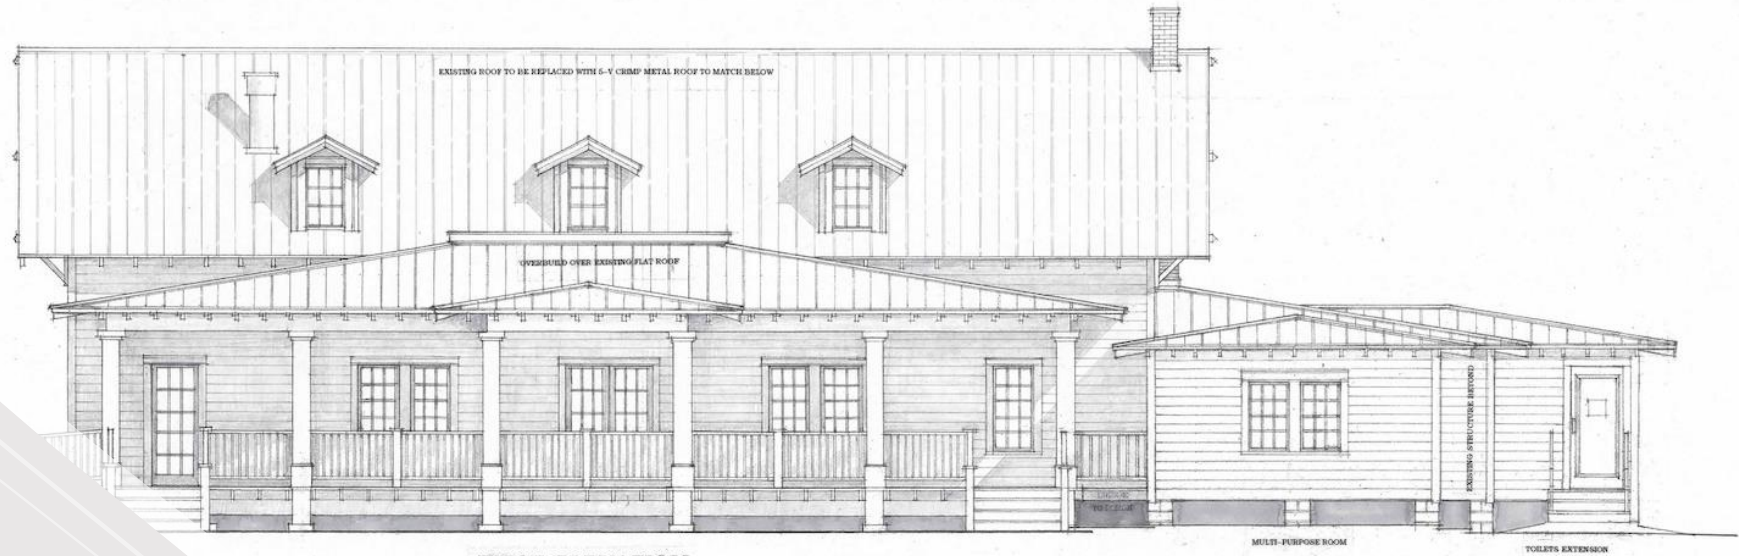 EXISTING ROOF TO BE REPLACED WITH 5-V CRIMP METAL ROOF TO MATCH BELOW
OVERBUILD OVER EXISTING FLAT ROOF
EXISTING STRUCTURE BEYOND
MULTI-PURPOSE ROOM
TOILETS EXTENSION